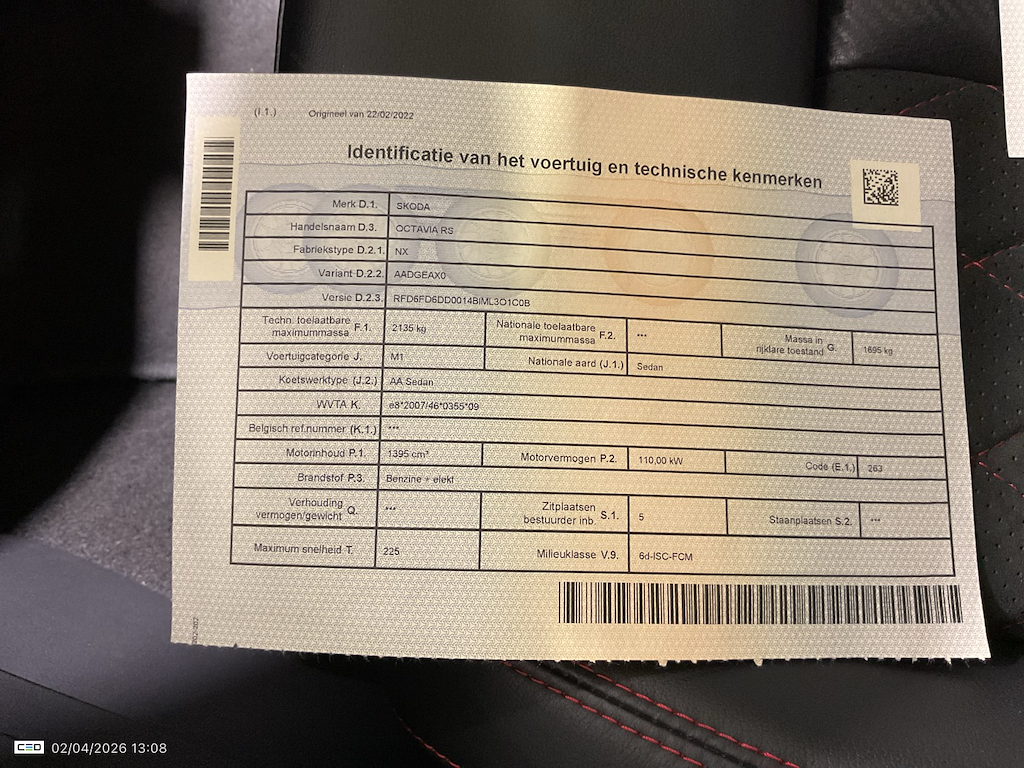 (I.1.) Origineel van 22/02/2022
Identificatie van het voertuig en technische kenmerken
Merk D.1. SKODA
Handelsnaam D.3. OCTAVIA RS
Fabriekstype D.2.1. NX
Variant D.2.2. AADGEAX0
Versie D.2.3. RFD6FD6DD0014BIML3O1C0B
Techn. toelaatbare maximummassa F.1. 2135 kg Nationale toelaatbare maximummassa F.2. *** Massa in rijklare toestand G. 1695 kg
Voertuigcategorie J. M1 Nationale aard (J.1.) Sedan
Koetswerktype (J.2.) AA Sedan
WVTA K. e8*2007/46*0355*09
Belgisch ref.nummer (K.1.) ***
Motorinhoud P.1. 1395 cm³ Motorvermogen P.2. 110,00 kW Code (E.1.) 263
Brandstof P.3. Benzine + elekt
Verhouding vermogen/gewicht Q. *** Zitplaatsen bestuurder inb. S.1. 5 Staanplaatsen S.2. ***
Maximum snelheid T. 225 Milieuklasse V.9. 6d-ISC-FCM
CEO 02/04/2026 13:08